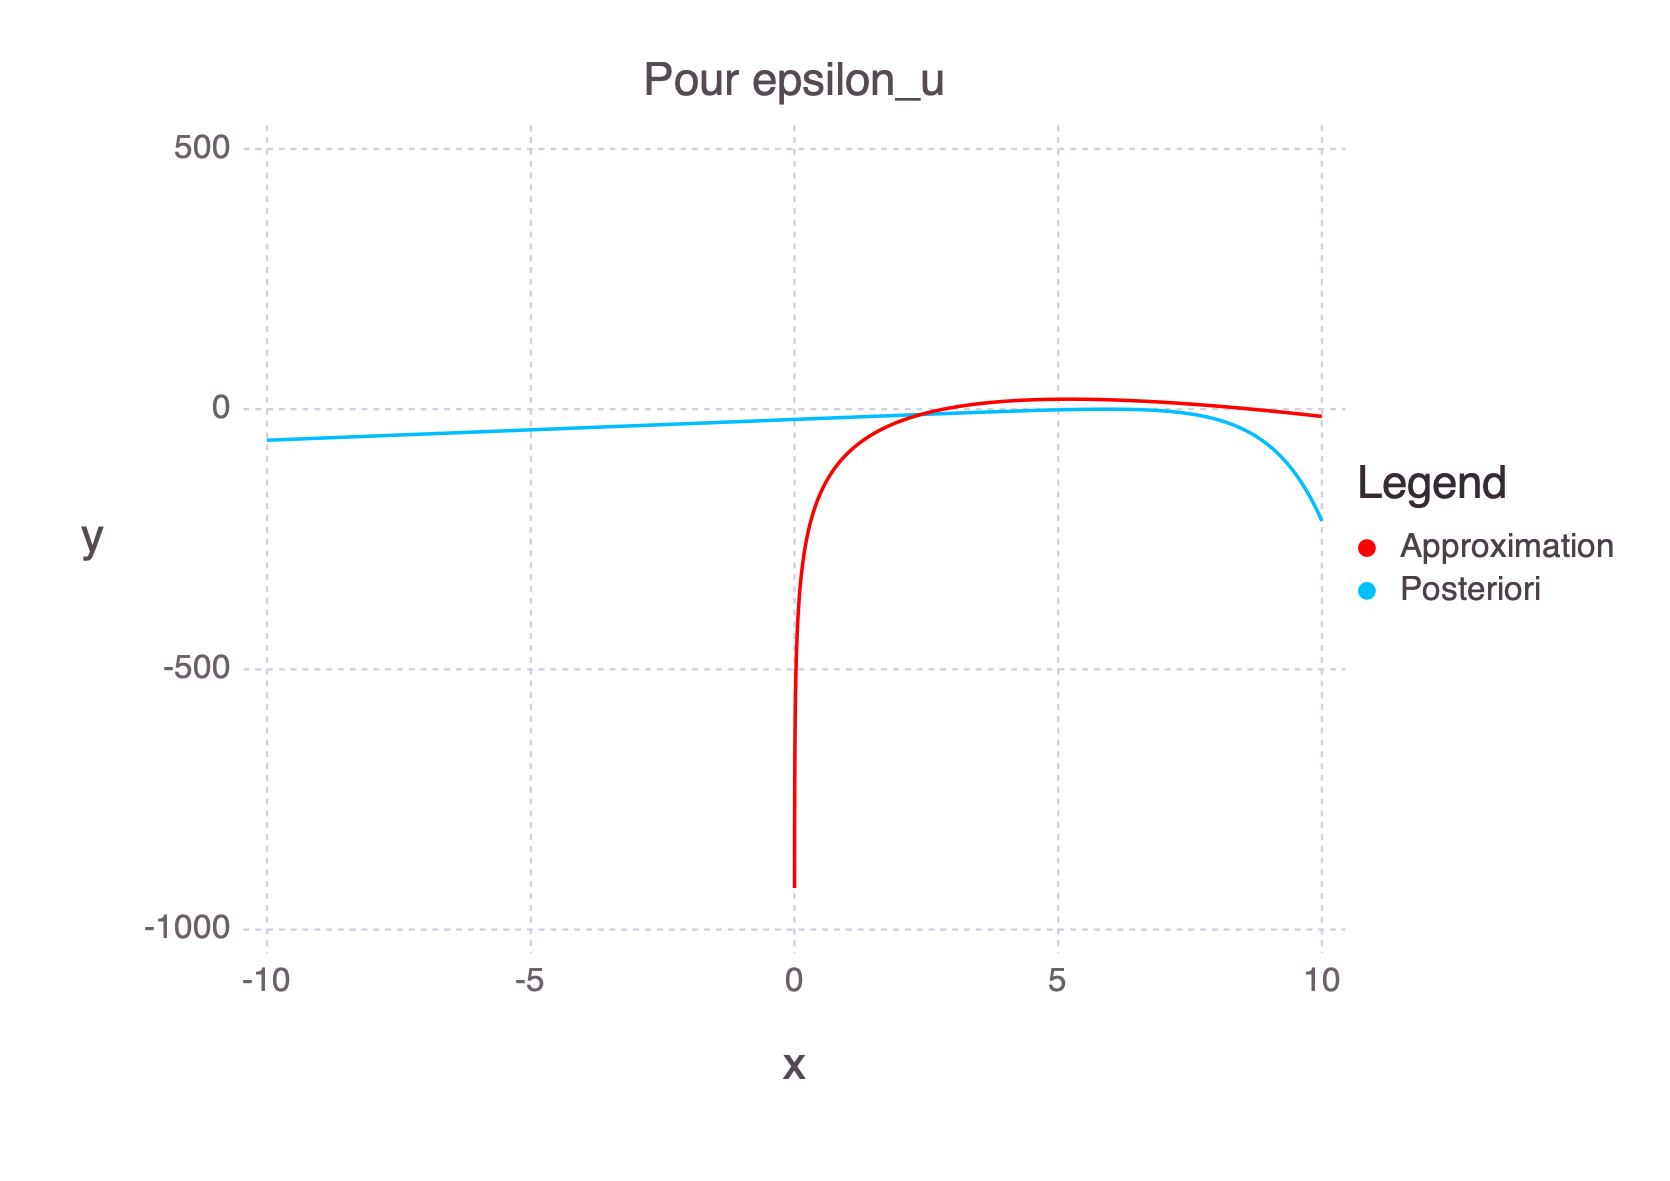 Pour epsilon_u
500
0
-500
-1000
y
-10 -5 0 5 10
x
Legend
Approximation
Posteriori